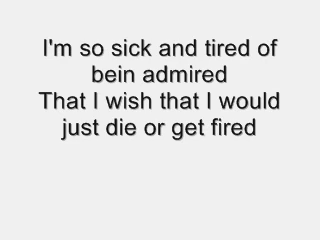 I'm so sick and tired of
bein admired
That I wish that I would
just die or get fired